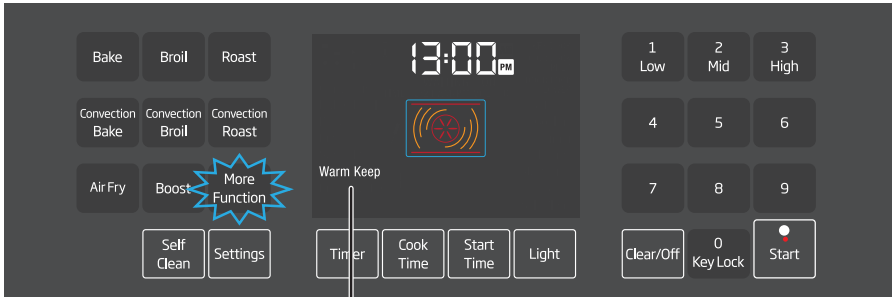 Bake
Broil
Roast
Convection
Bake
Convection
Broil
Convection
Roast
Air Fry
Boost
More
Function
Self
Clean
Settings
13:00 PM
Warm Keep
Timer
Cook
Time
Start
Time
Light
1
Low
2
Mid
3
High
4
5
6
7
8
9
Clear/Off
0
Key Lock
Start